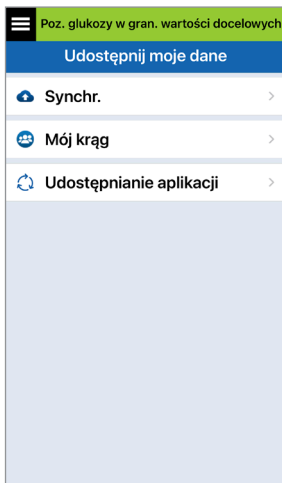 Poz. glukozy w gran. wartości docelowych
Udostępnij moje dane
Synchr.
Mój krąg
Udostępnianie aplikacji